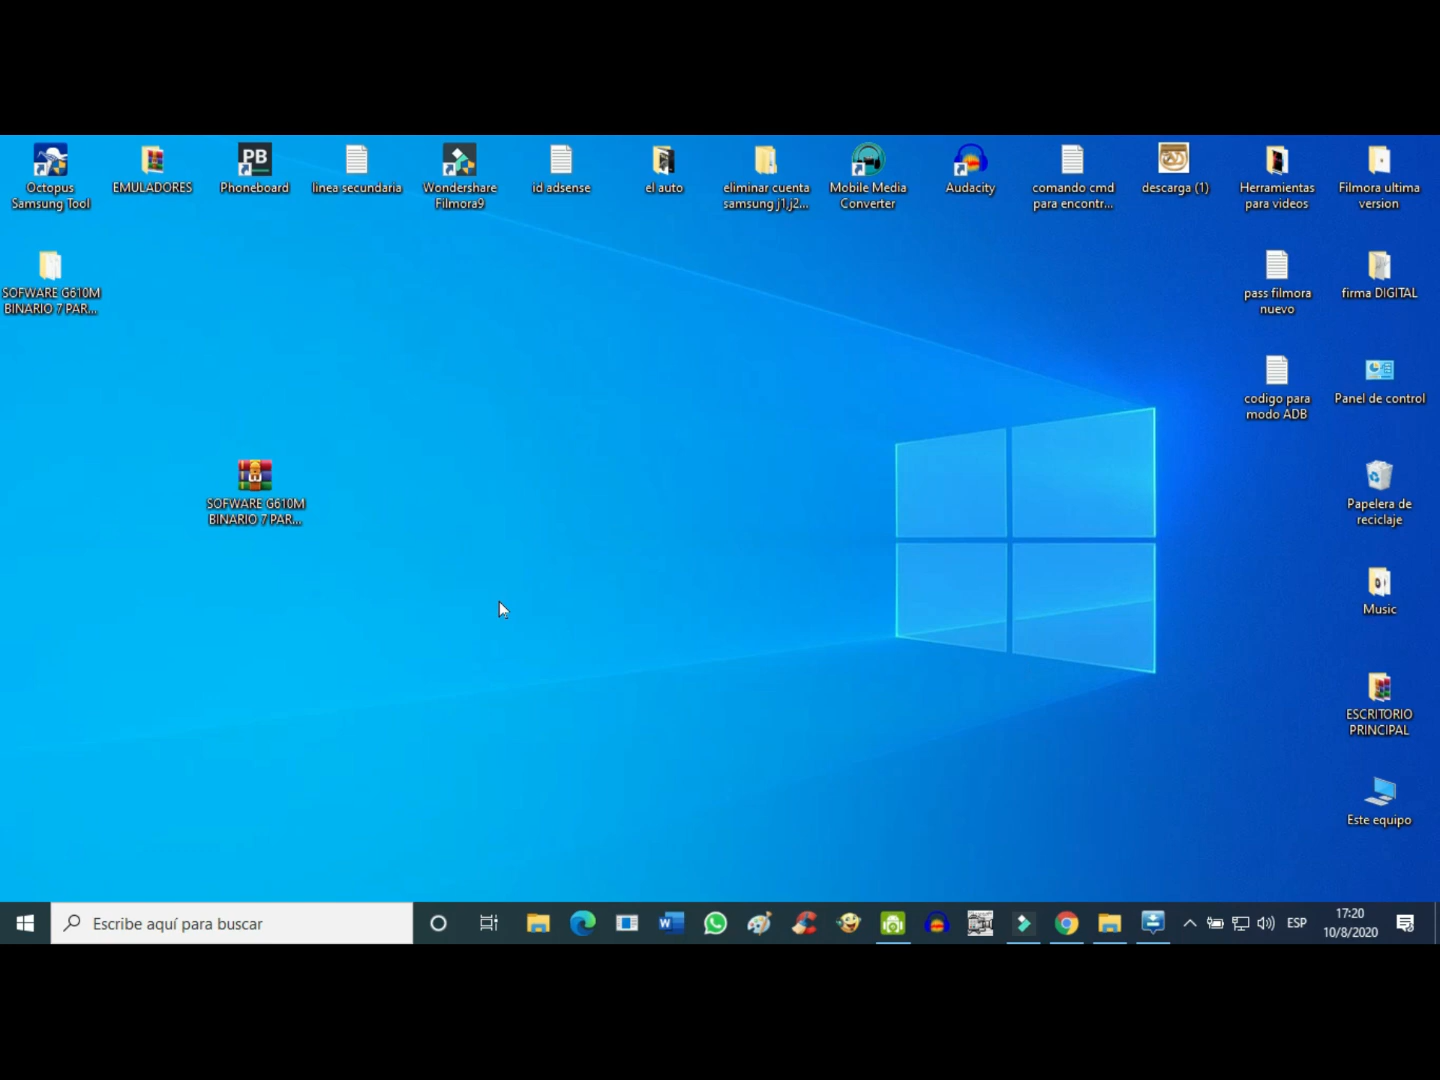 Octopus
Samsung Tool
EMULADORES
PB
Phoneboard
linea secundaria
Wondershare
Filmora9
id adsense
el auto
eliminar cuenta
samsung j1,j2...
Mobile Media
Converter
Audacity
comando cmd
para encontr...
descarga (1)
Herramientas
para videos
Filmora ultima
version
SOFWARE G610M
BINARIO 7 PAR...
pass filmora
nuevo
firma DIGITAL
codigo para
modo ADB
Panel de control
SOFWARE G610M
BINARIO 7 PAR...
Papelera de
reciclaje
Music
ESCRITORIO
PRINCIPAL
Este equipo
Escribe aquí para buscar
ESP
17:20
10/8/2020